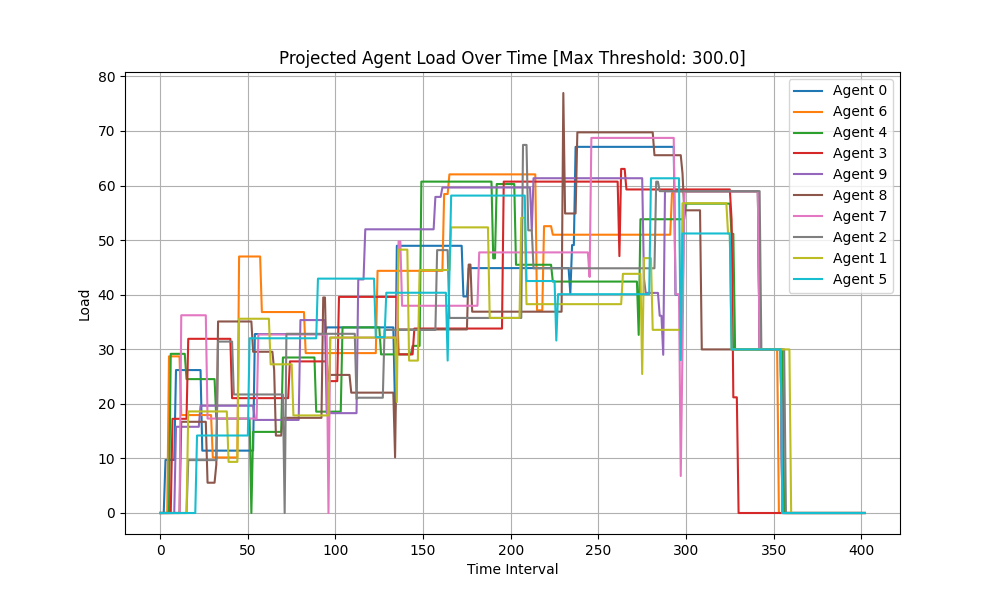 Projected Agent Load Over Time [Max Threshold: 300.0]
80
70
60
50
40
30
20
10
0
Load
0
50
100
150
200
250
300
350
400
Time Interval
Agent 0
Agent 6
Agent 4
Agent 3
Agent 9
Agent 8
Agent 7
Agent 2
Agent 1
Agent 5